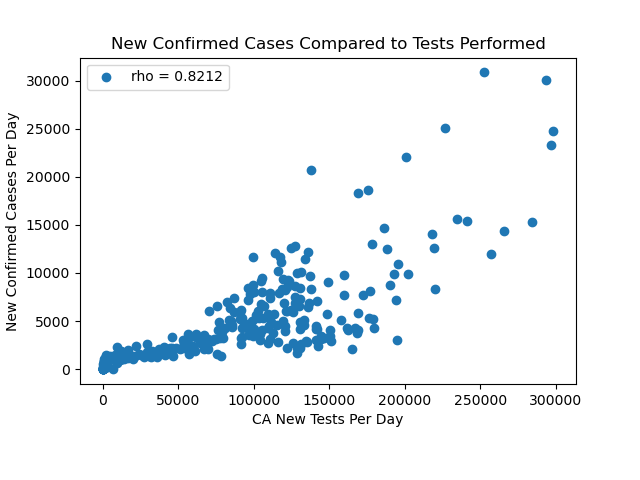 New Confirmed Cases Compared to Tests Performed
rho = 0.8212
New Confirmed Caeses Per Day
30000
25000
20000
15000
10000
5000
0
0 50000 100000 150000 200000 250000 300000
CA New Tests Per Day